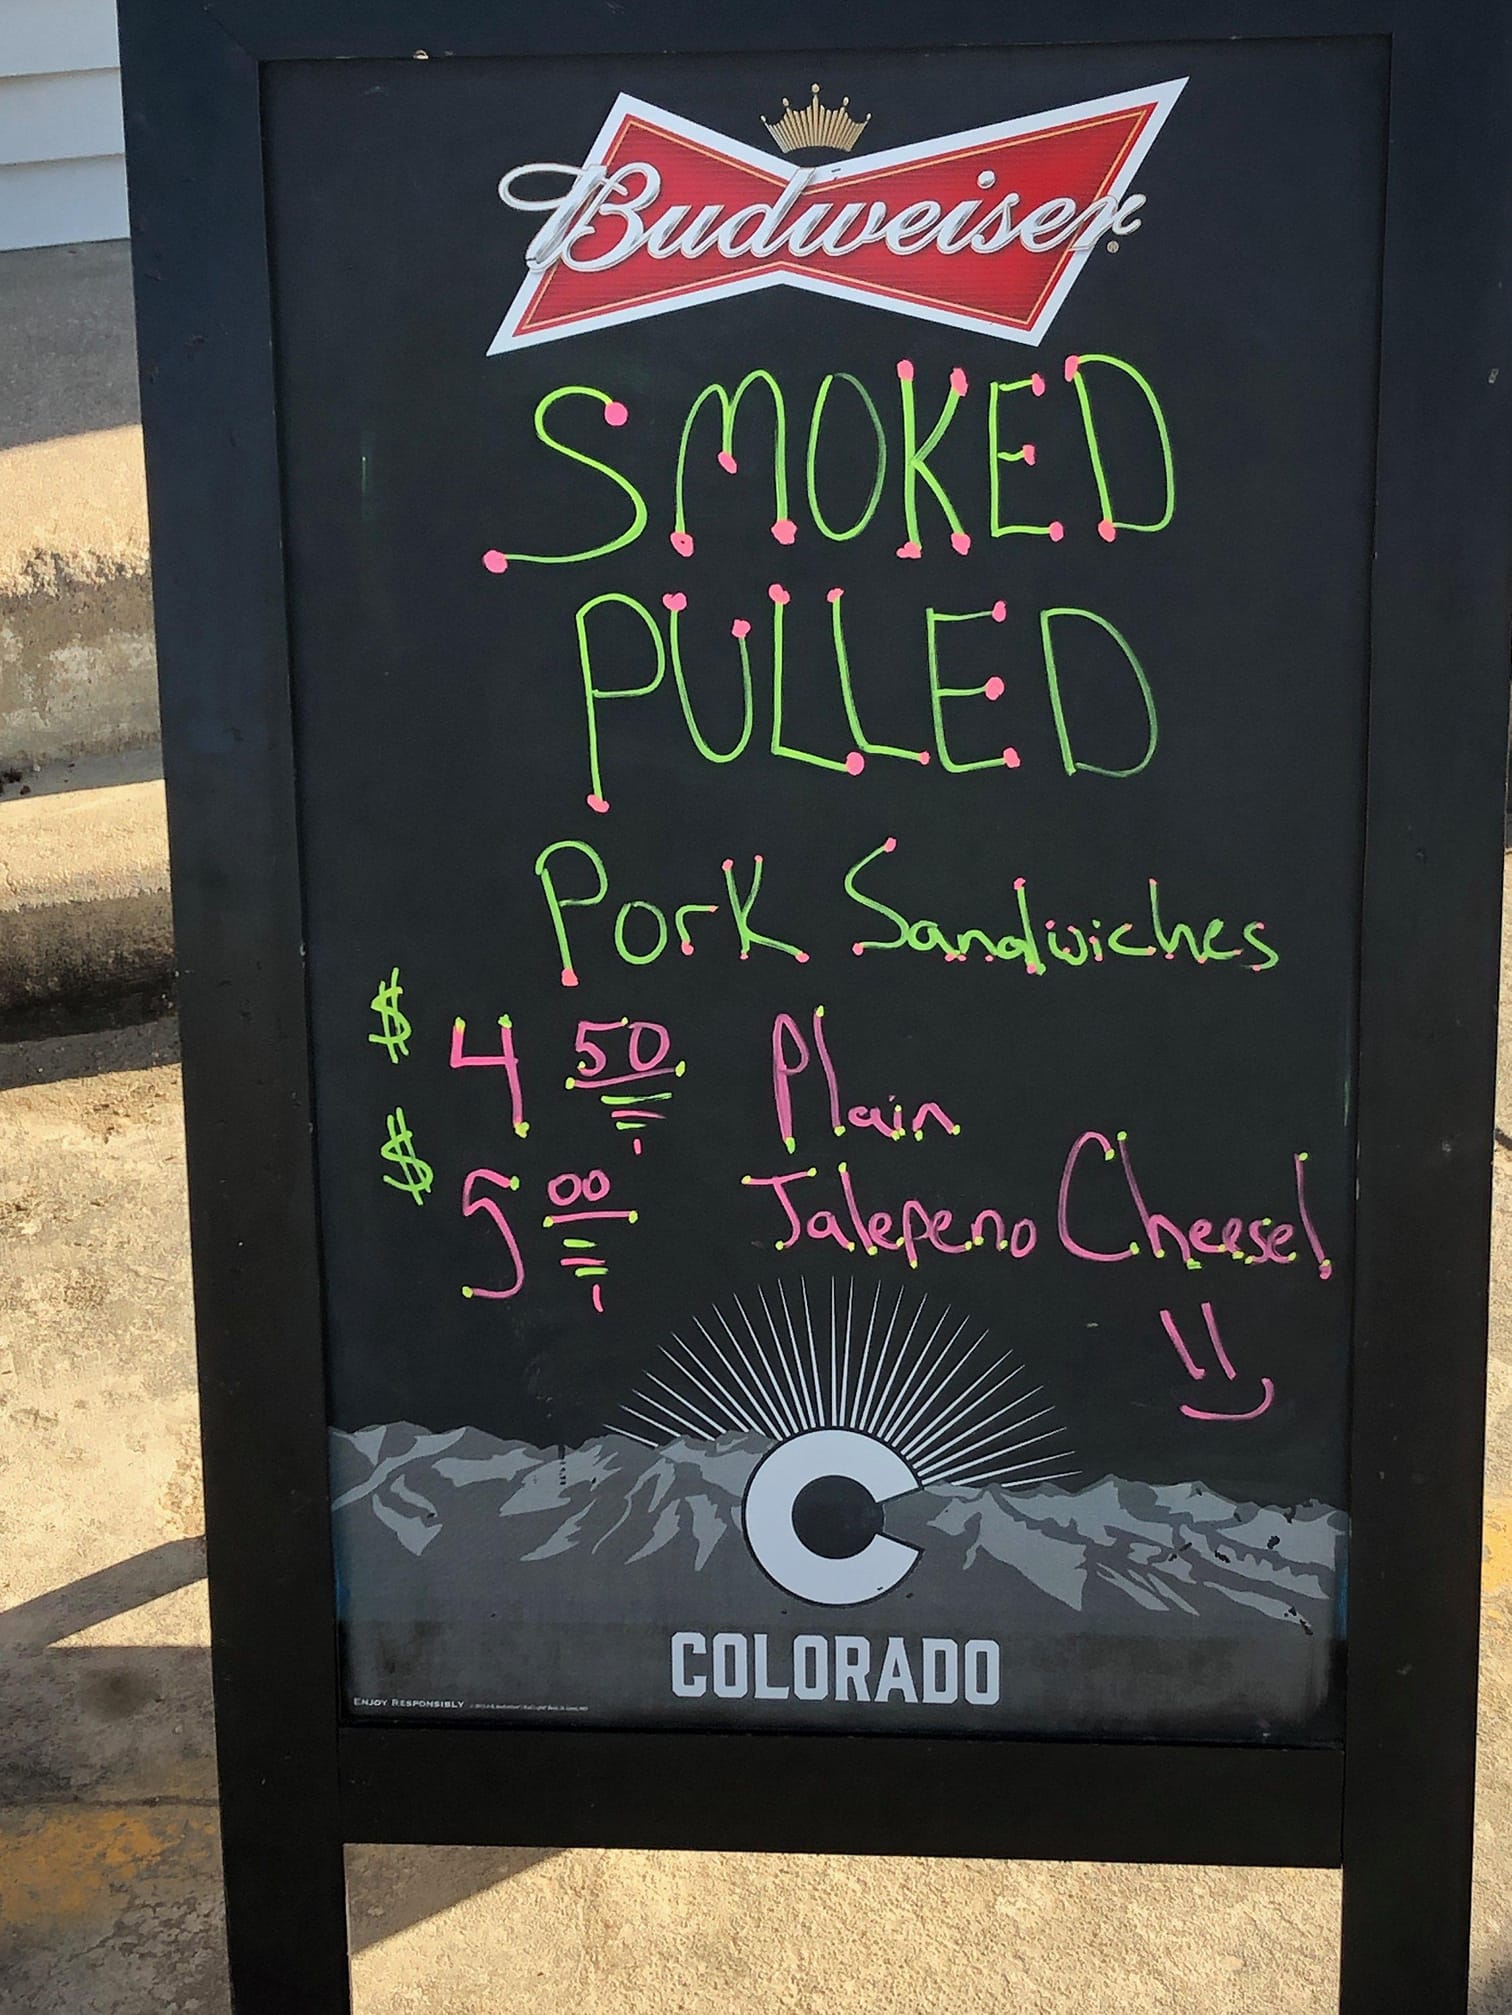 Budweiser
SMOKED
PULLED
Pork Sandwiches
$ 4 50 Plain
$ 5 00 Jalepeno Cheese!
COLORADO
ENJOY RESPONSIBLY